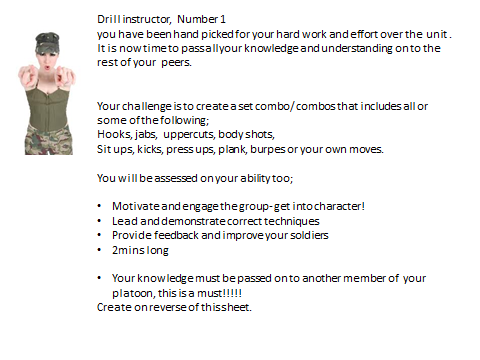 Drill instructor, Number 1
you have been hand picked for your hard work and effort over the unit.
It is now time to pass all your knowledge and understanding on to the
rest of your peers.
Your challenge is to create a set combo/combos that includes all or
some of the following;
Hooks, jabs, uppercuts, body shots,
Sit ups, kicks, press ups, plank, burpes or your own moves.
You will be assessed on your ability too;
• Motivate and engage the group-get into character!
• Lead and demonstrate correct techniques
• Provide feedback and improve your soldiers
• 2mins long
• Your knowledge must be passed on to another member of your
platoon, this is a must!!!!!
Create on reverse of this sheet.